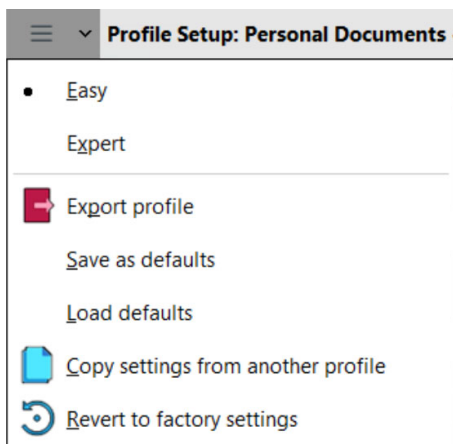 Profile Setup: Personal Documents
Easy
Expert
Export profile
Save as defaults
Load defaults
Copy settings from another profile
Revert to factory settings